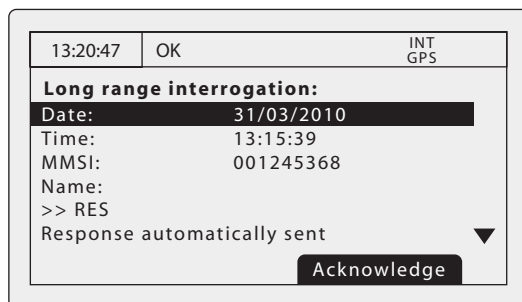 13:20:47 OK INT
GPS
Long range interrogation:
Date: 31/03/2010
Time: 13:15:39
MMSI: 001245368
Name:
>> RES
Response automatically sent
Acknowledge